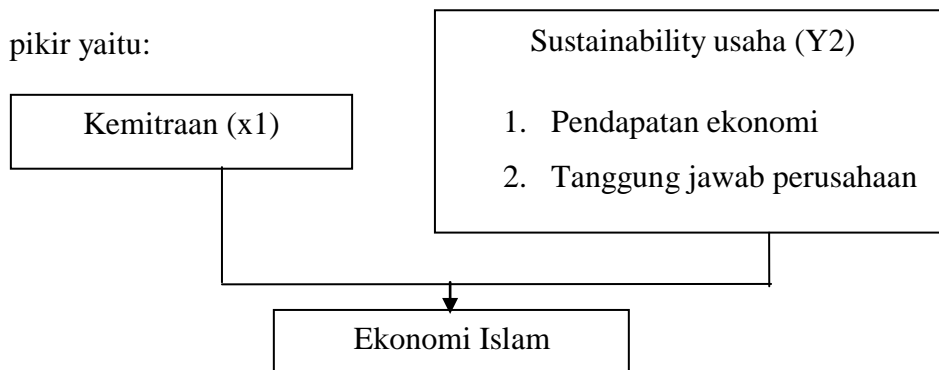 pikir yaitu:
Kemitraan (x1)
Sustainability usaha (Y2)
1. Pendapatan ekonomi
2. Tanggung jawab perusahaan
Ekonomi Islam